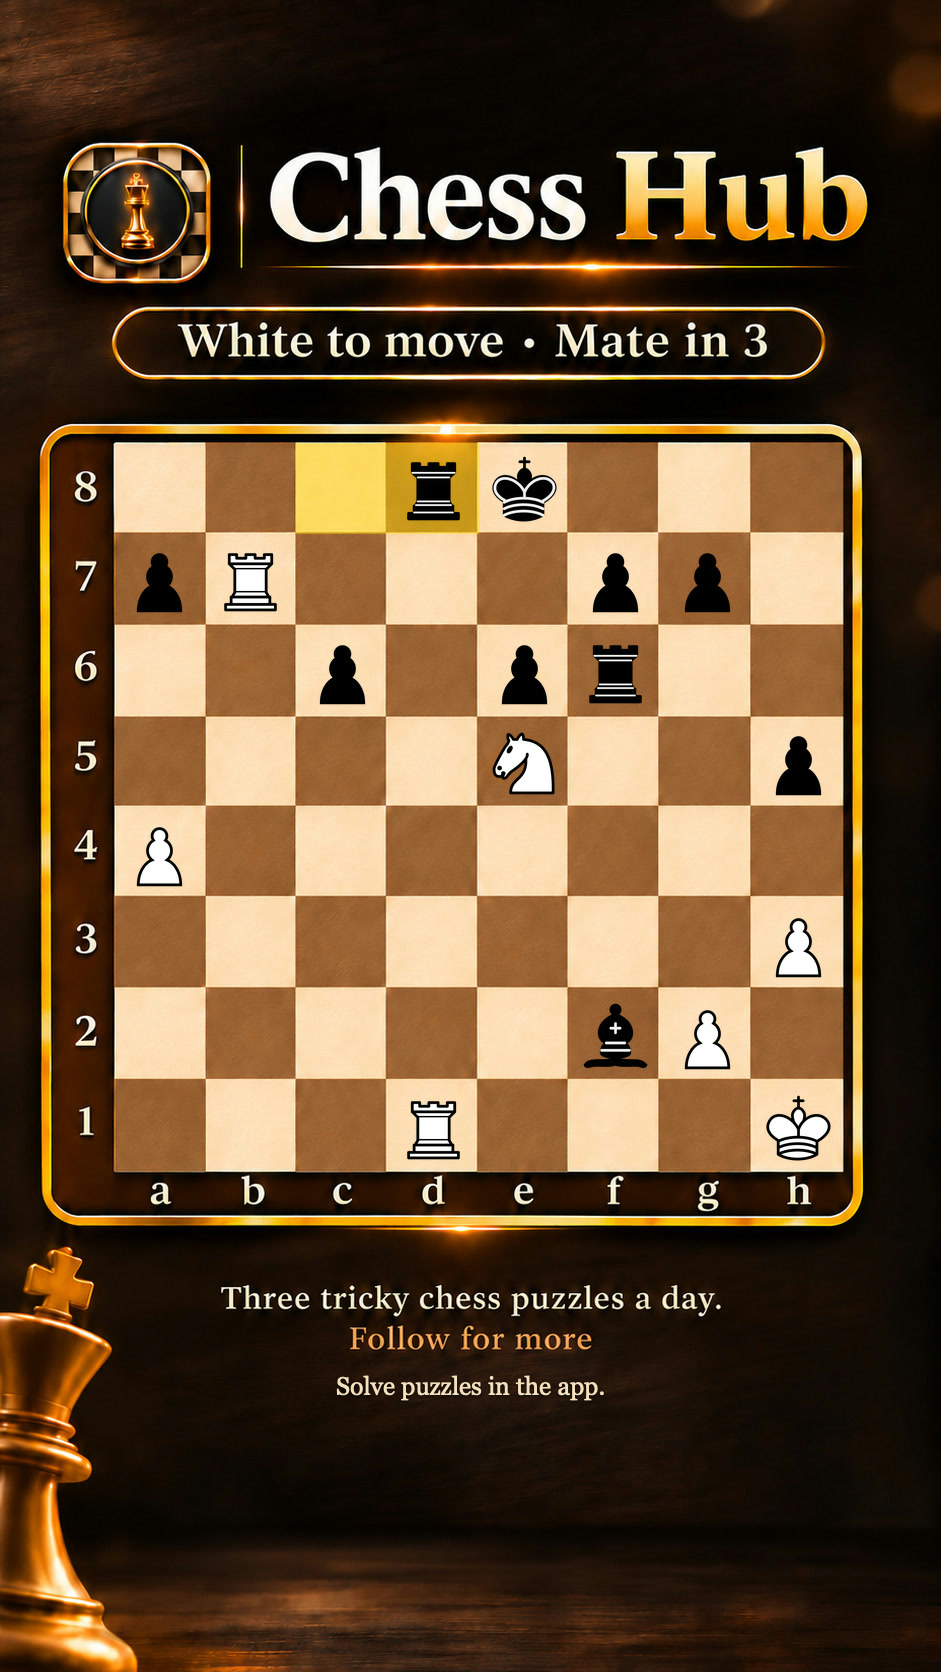 Chess Hub
White to move • Mate in 3
8
7
6
5
4
3
2
1
a b c d e f g h
Three tricky chess puzzles a day.
Follow for more
Solve puzzles in the app.